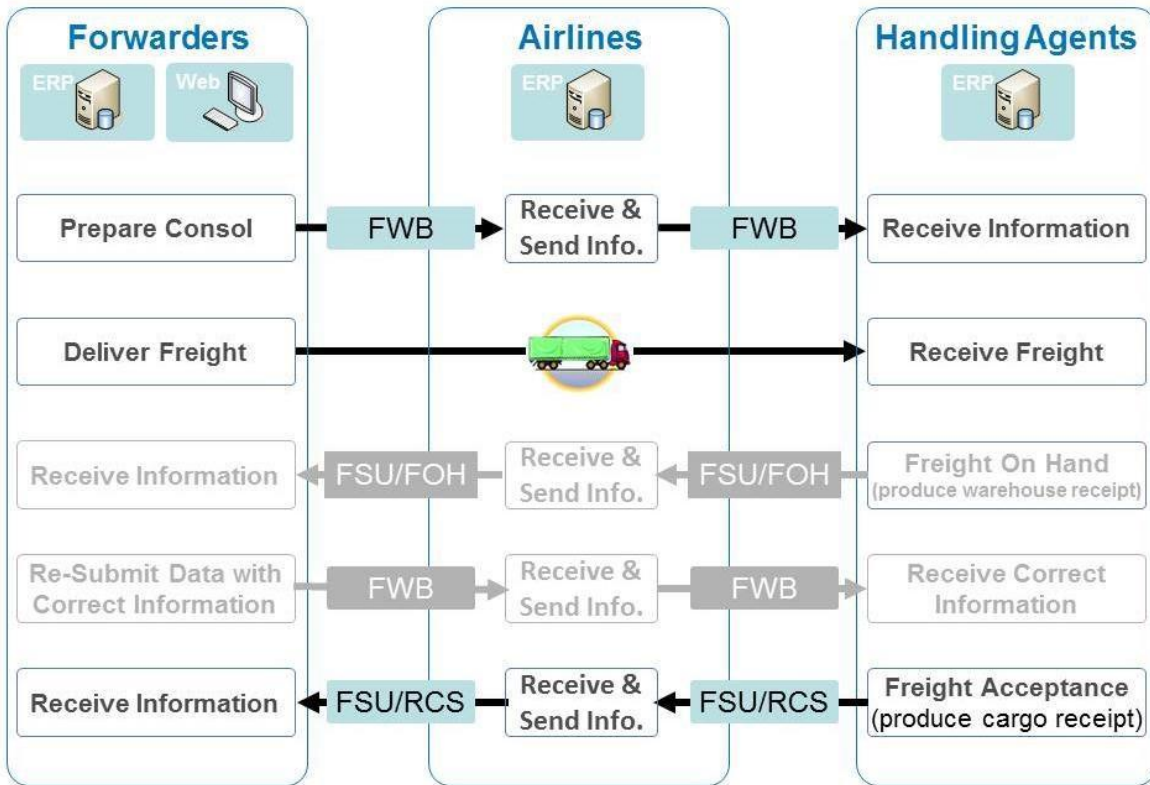 Forwarders
Airlines
Handling Agents
ERP
Web
ERP
ERP
Prepare Consol
FWB
Receive &
Send Info.
FWB
Receive Information
Deliver Freight
Receive Freight
Receive Information
FSU/FOH
Receive &
Send Info.
FSU/FOH
Freight On Hand
(produce warehouse receipt)
Re-Submit Data with
Correct Information
FWB
Receive &
Send Info.
FWB
Receive Correct
Information
Receive Information
FSU/RCS
Receive &
Send Info.
FSU/RCS
Freight Acceptance
(produce cargo receipt)